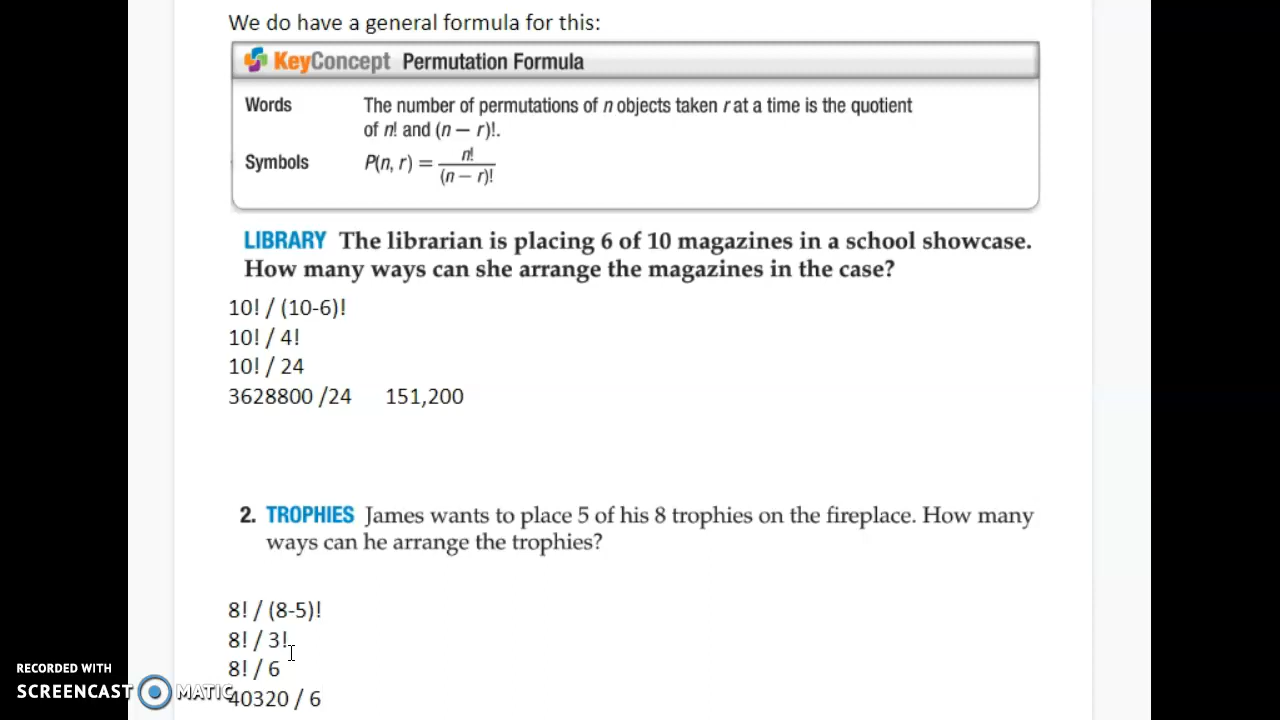 We do have a general formula for this:
KeyConcept Permutation Formula
Words The number of permutations of n objects taken r at a time is the quotient
of n! and (n − r)!.
Symbols P(n, r) = n! / (n − r)!
LIBRARY The librarian is placing 6 of 10 magazines in a school showcase.
How many ways can she arrange the magazines in the case?
10! / (10-6)!
10! / 4!
10! / 24
3628800 /24 151,200
2. TROPHIES James wants to place 5 of his 8 trophies on the fireplace. How many
ways can he arrange the trophies?
8! / (8-5)!
8! / 3!
8! / 6
40320 / 6
RECORDED WITH
SCREENCAST MATIC